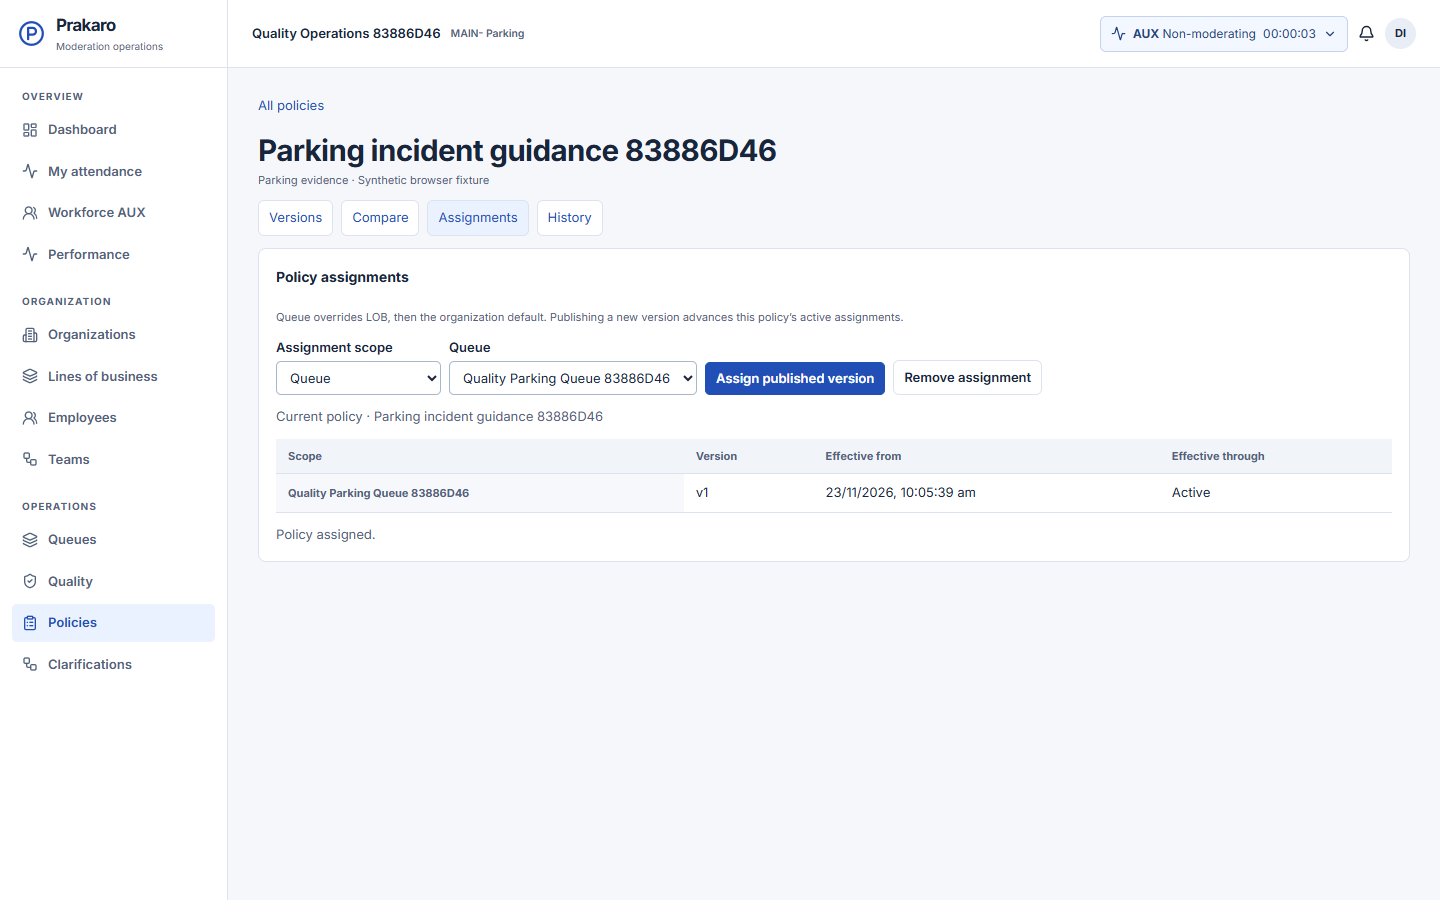 Prakaro
Moderation operations
Quality Operations 83886D46 MAIN- Parking
AUX Non-moderating 00:00:03
DI
OVERVIEW
Dashboard
My attendance
Workforce AUX
Performance
ORGANIZATION
Organizations
Lines of business
Employees
Teams
OPERATIONS
Queues
Quality
Policies
Clarifications
All policies
Parking incident guidance 83886D46
Parking evidence · Synthetic browser fixture
Versions Compare Assignments History
Policy assignments
Queue overrides LOB, then the organization default. Publishing a new version advances this policy's active assignments.
Assignment scope Queue
Queue Quality Parking Queue 83886D46 Assign published version Remove assignment
Current policy · Parking incident guidance 83886D46
Scope Version Effective from Effective through
Quality Parking Queue 83886D46 v1 23/11/2026, 10:05:39 am Active
Policy assigned.